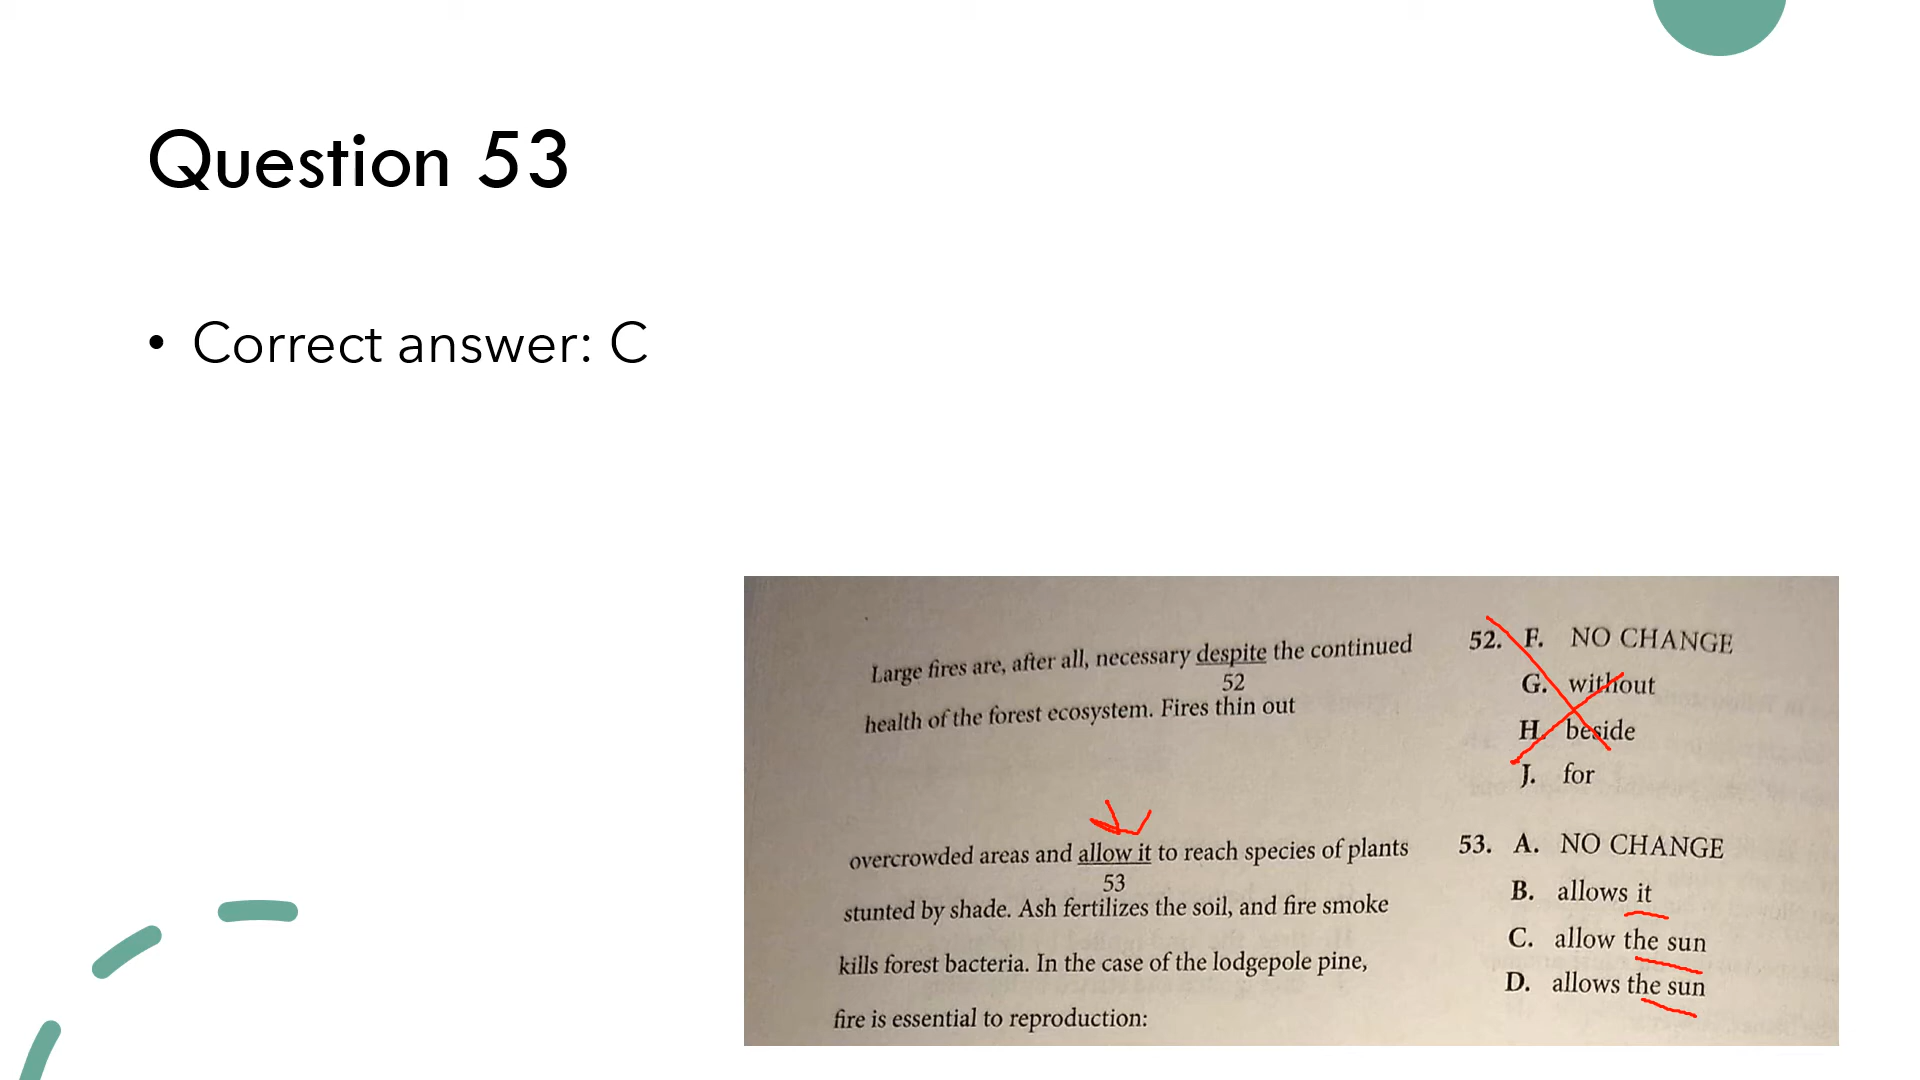 Question 53
• Correct answer: C
Large fires are, after all, necessary despite the continued
52
health of the forest ecosystem. Fires thin out
overcrowded areas and allow it to reach species of plants
53
stunted by shade. Ash fertilizes the soil, and fire smoke
kills forest bacteria. In the case of the lodgepole pine,
fire is essential to reproduction:
52. F. NO CHANGE
G. without
H. beside
J. for
53. A. NO CHANGE
B. allows it
C. allow the sun
D. allows the sun